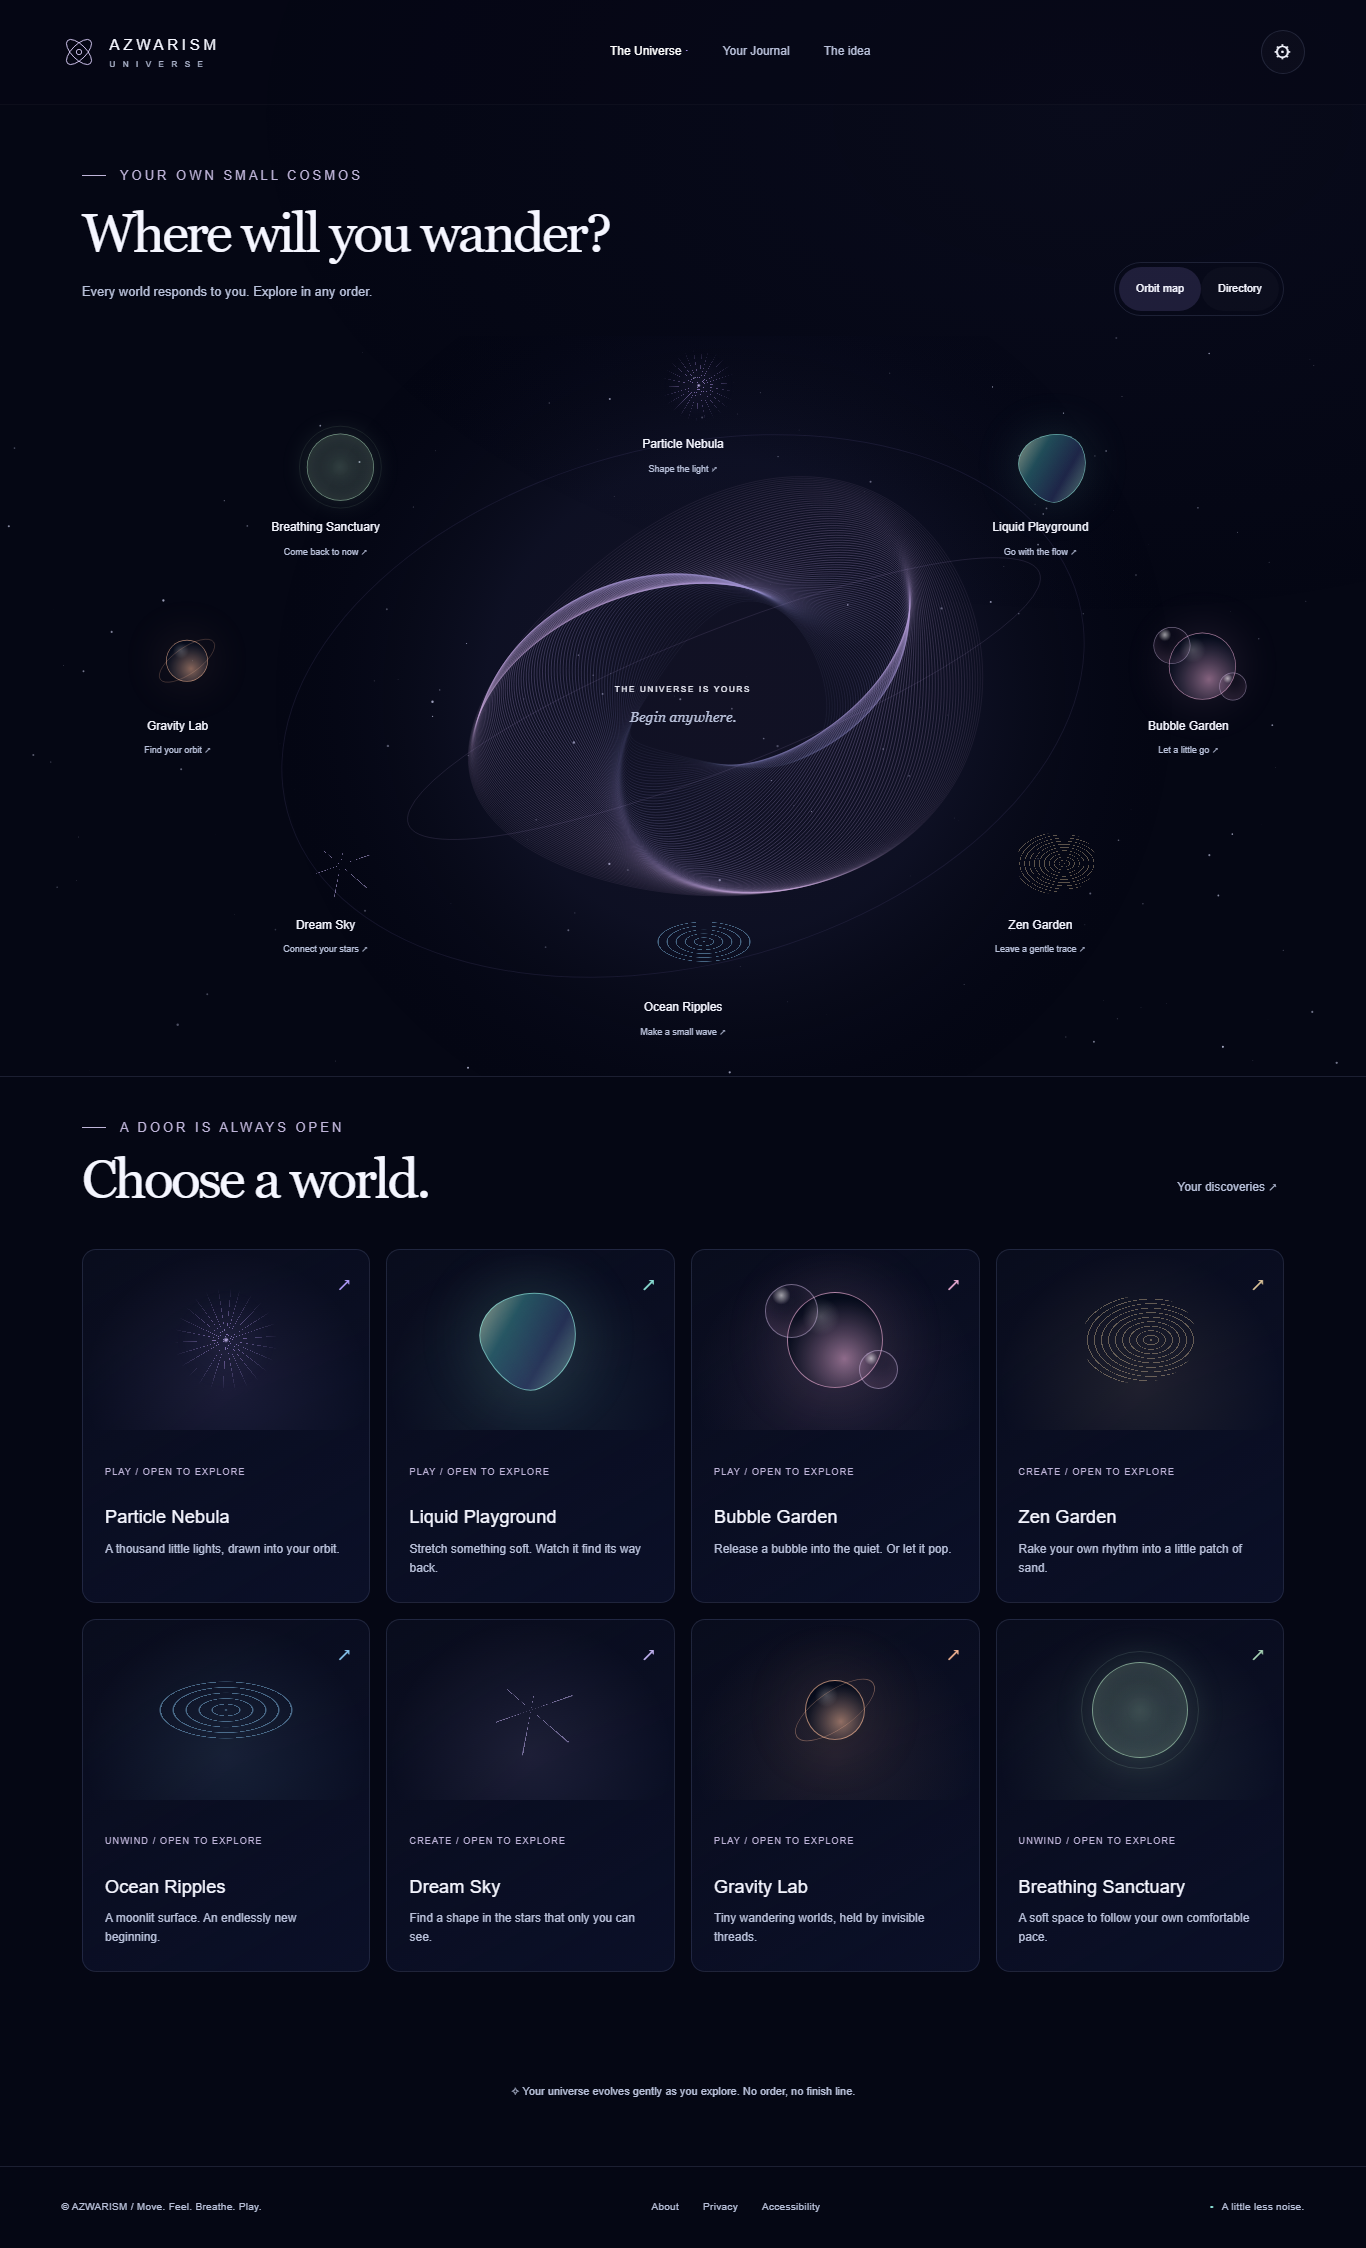 AZWARISM
UNIVERSE
The Universe ·
Your Journal
The idea
YOUR OWN SMALL COSMOS
Where will you wander?
Every world responds to you. Explore in any order.
Orbit map
Directory
Particle Nebula
Shape the light ↗
Breathing Sanctuary
Come back to now ↗
Liquid Playground
Go with the flow ↗
Gravity Lab
Find your orbit ↗
THE UNIVERSE IS YOURS
Begin anywhere.
Bubble Garden
Let a little go ↗
Dream Sky
Connect your stars ↗
Zen Garden
Leave a gentle trace ↗
Ocean Ripples
Make a small wave ↗
A DOOR IS ALWAYS OPEN
Choose a world.
Your discoveries ↗
↗
PLAY / OPEN TO EXPLORE
Particle Nebula
A thousand little lights, drawn into your orbit.
↗
PLAY / OPEN TO EXPLORE
Liquid Playground
Stretch something soft. Watch it find its way
back.
↗
PLAY / OPEN TO EXPLORE
Bubble Garden
Release a bubble into the quiet. Or let it pop.
↗
CREATE / OPEN TO EXPLORE
Zen Garden
Rake your own rhythm into a little patch of
sand.
↗
UNWIND / OPEN TO EXPLORE
Ocean Ripples
A moonlit surface. An endlessly new
beginning.
↗
CREATE / OPEN TO EXPLORE
Dream Sky
Find a shape in the stars that only you can
see.
↗
PLAY / OPEN TO EXPLORE
Gravity Lab
Tiny wandering worlds, held by invisible
threads.
↗
UNWIND / OPEN TO EXPLORE
Breathing Sanctuary
A soft space to follow your own comfortable
pace.
✧ Your universe evolves gently as you explore. No order, no finish line.
© AZWARISM / Move. Feel. Breathe. Play.
About
Privacy
Accessibility
A little less noise.